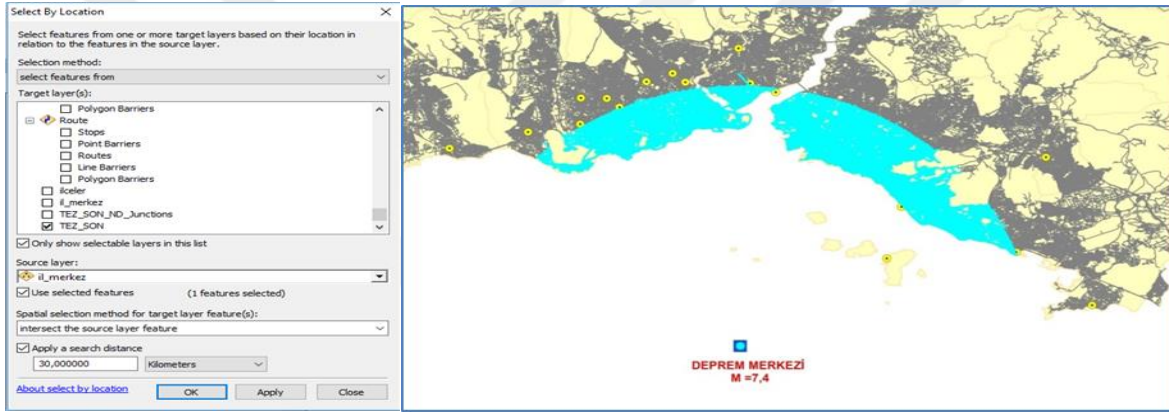 Select By Location
Select features from one or more target layers based on their location in
relation to the features in the source layer.
Selection method:
select features from
Target layer(s):
Polygon Barriers
Route
Stops
Point Barriers
Routes
Line Barriers
Polygon Barriers
ilceler
il_merkez
TEZ_SON_ND_Junctions
TEZ_SON
Only show selectable layers in this list
Source layer:
il_merkez
Use selected features (1 features selected)
Spatial selection method for target layer feature(s):
intersect the source layer feature
Apply a search distance
30,000000 Kilometers
About select by location OK Apply Close
DEPREM MERKEZİ
M =7,4